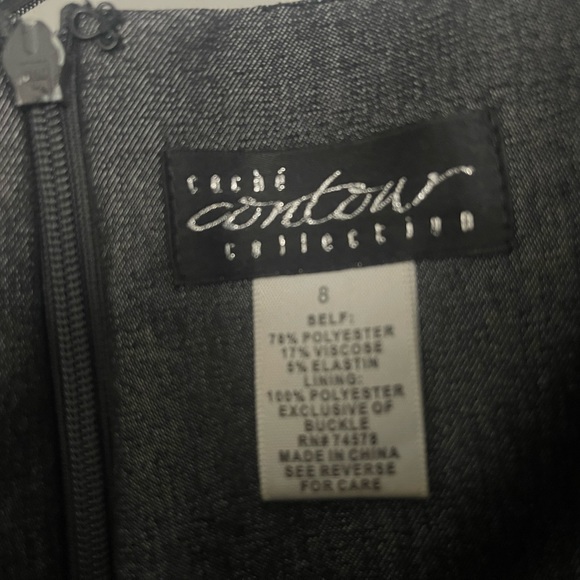 caché
contour
collection
8
SELF:
78% POLYESTER
17% VISCOSE
5% ELASTIN
LINING:
100% POLYESTER
EXCLUSIVE OF
BUCKLE
RN# 74578
MADE IN CHINA
SEE REVERSE
FOR CARE